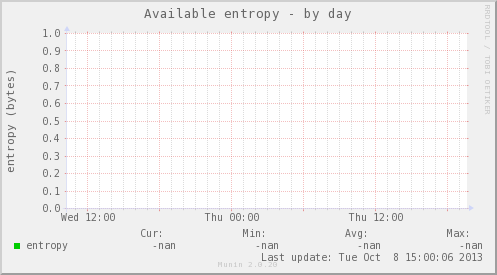 Available entropy - by day
RRDTOOL / TOBI OETIKER
entropy (bytes)
1.0
0.9
0.8
0.7
0.6
0.5
0.4
0.3
0.2
0.1
0.0
Wed 12:00 Thu 00:00 Thu 12:00
Cur: Min: Avg: Max:
entropy -nan -nan -nan -nan
Last update: Tue Oct 8 15:00:06 2013
Munin 2.0.20